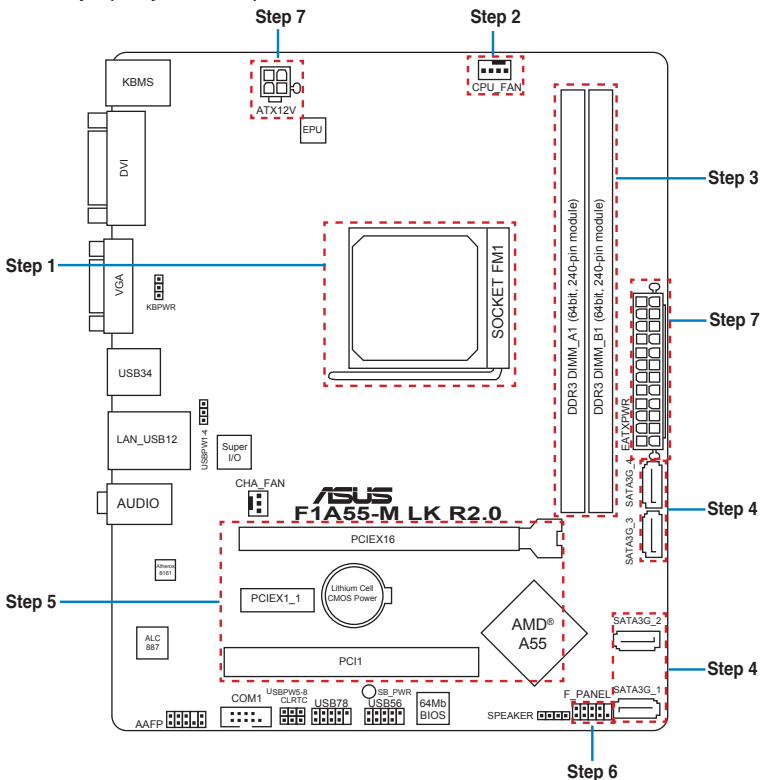 Step 7
Step 2
KBMS
CPU_FAN
ATX12V
EPU
DVI
Step 3
DDR3 DIMM_A1 (64bit, 240-pin module)
DDR3 DIMM_B1 (64bit, 240-pin module)
Step 1
SOCKET FM1
VGA
KBPWR
Step 7
EATXPWR
USB34
USBPW1-4
LAN_USB12
Super
I/O
SATA3G_4
CHA_FAN
AUDIO
ASUS
F1A55-M LK R2.0
Step 4
SATA3G_3
PCIEX16
Atheros
8161
Step 5
PCIEX1_1
Lithium Cell
CMOS Power
AMD®
A55
SATA3G_2
ALC
887
PCI1
Step 4
SATA3G_1
F_PANEL
USBPW5-8
CLRTC
SB_PWR
COM1
USB78
USB56
64Mb
BIOS
SPEAKER
AAFP
Step 6